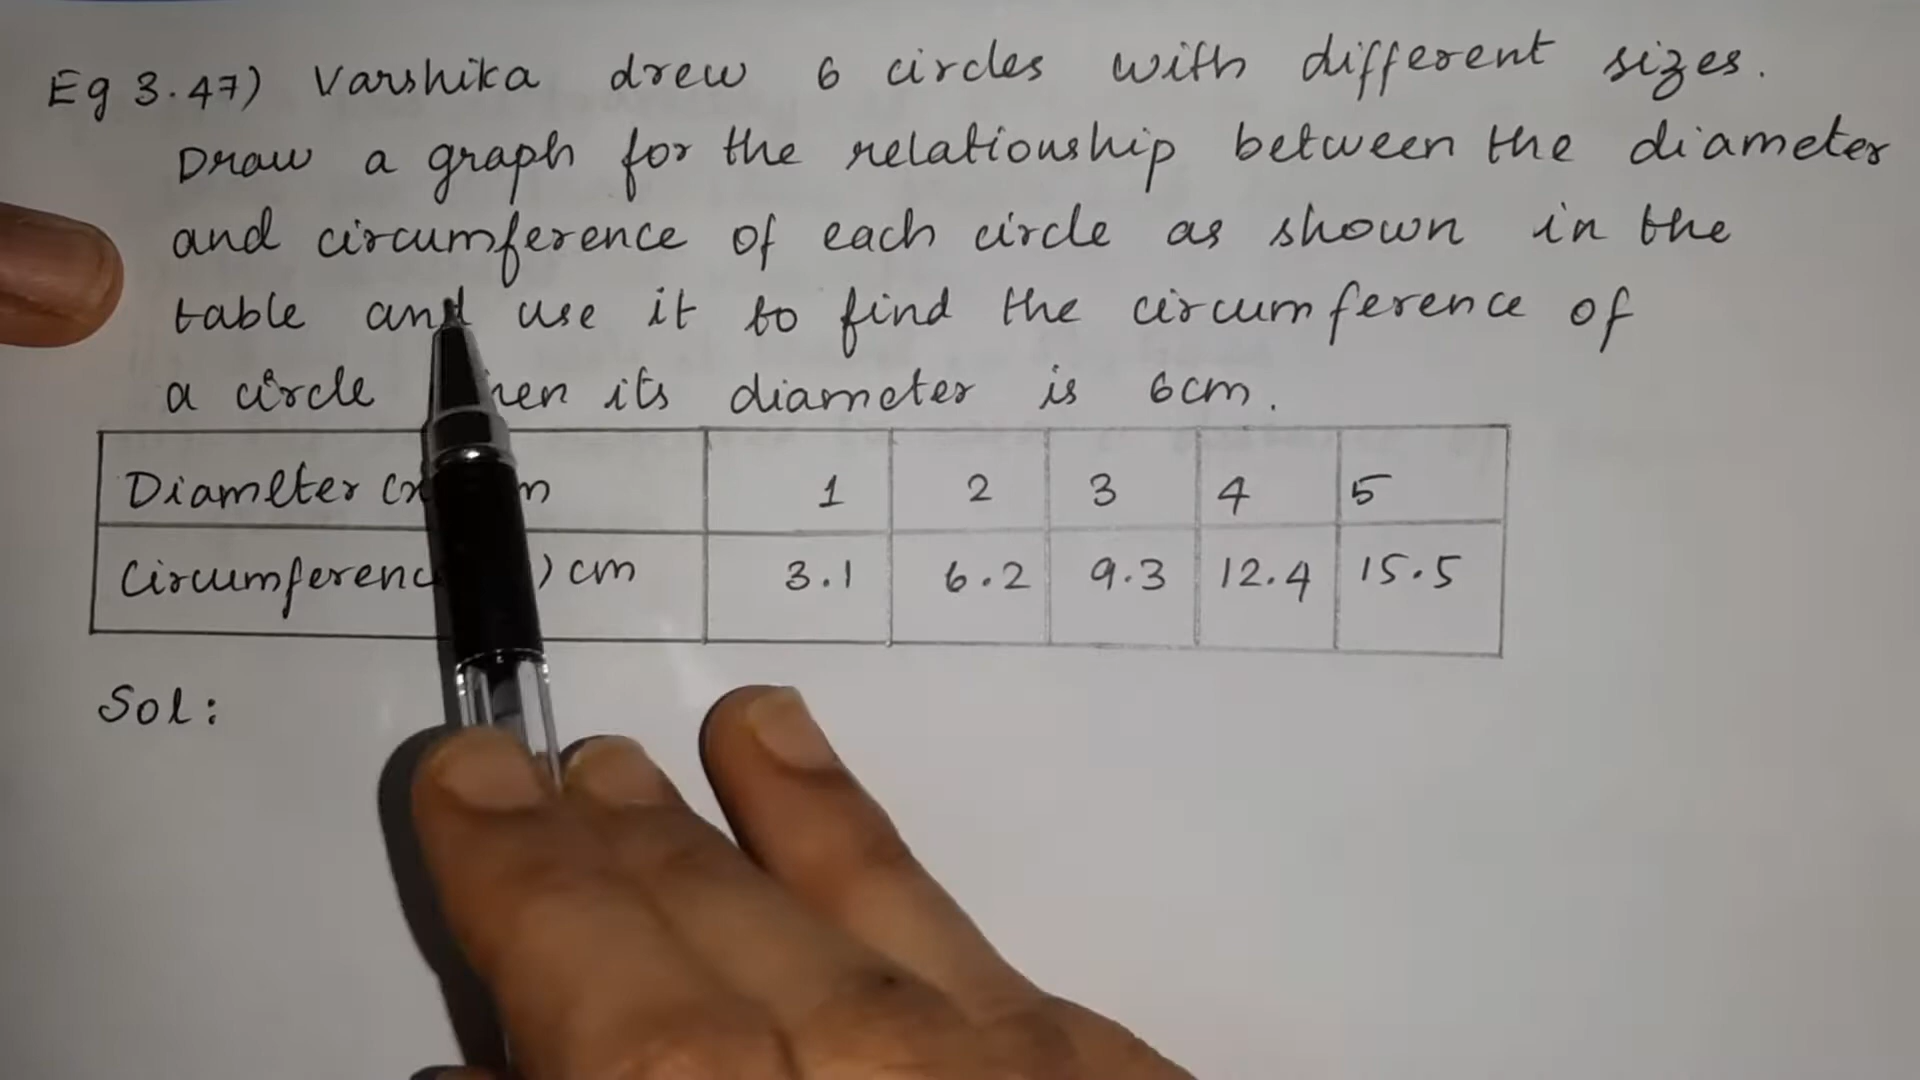 Eg 3.47) Varshika drew 6 circles with different sizes.
Draw a graph for the relationship between the diameter
and circumference of each circle as shown in the
table and use it to find the circumference of
a circle its diameter is 6cm.
Diameter 1 2 3 4 5
Circumference ) cm 3.1 6.2 9.3 12.4 15.5
Sol: